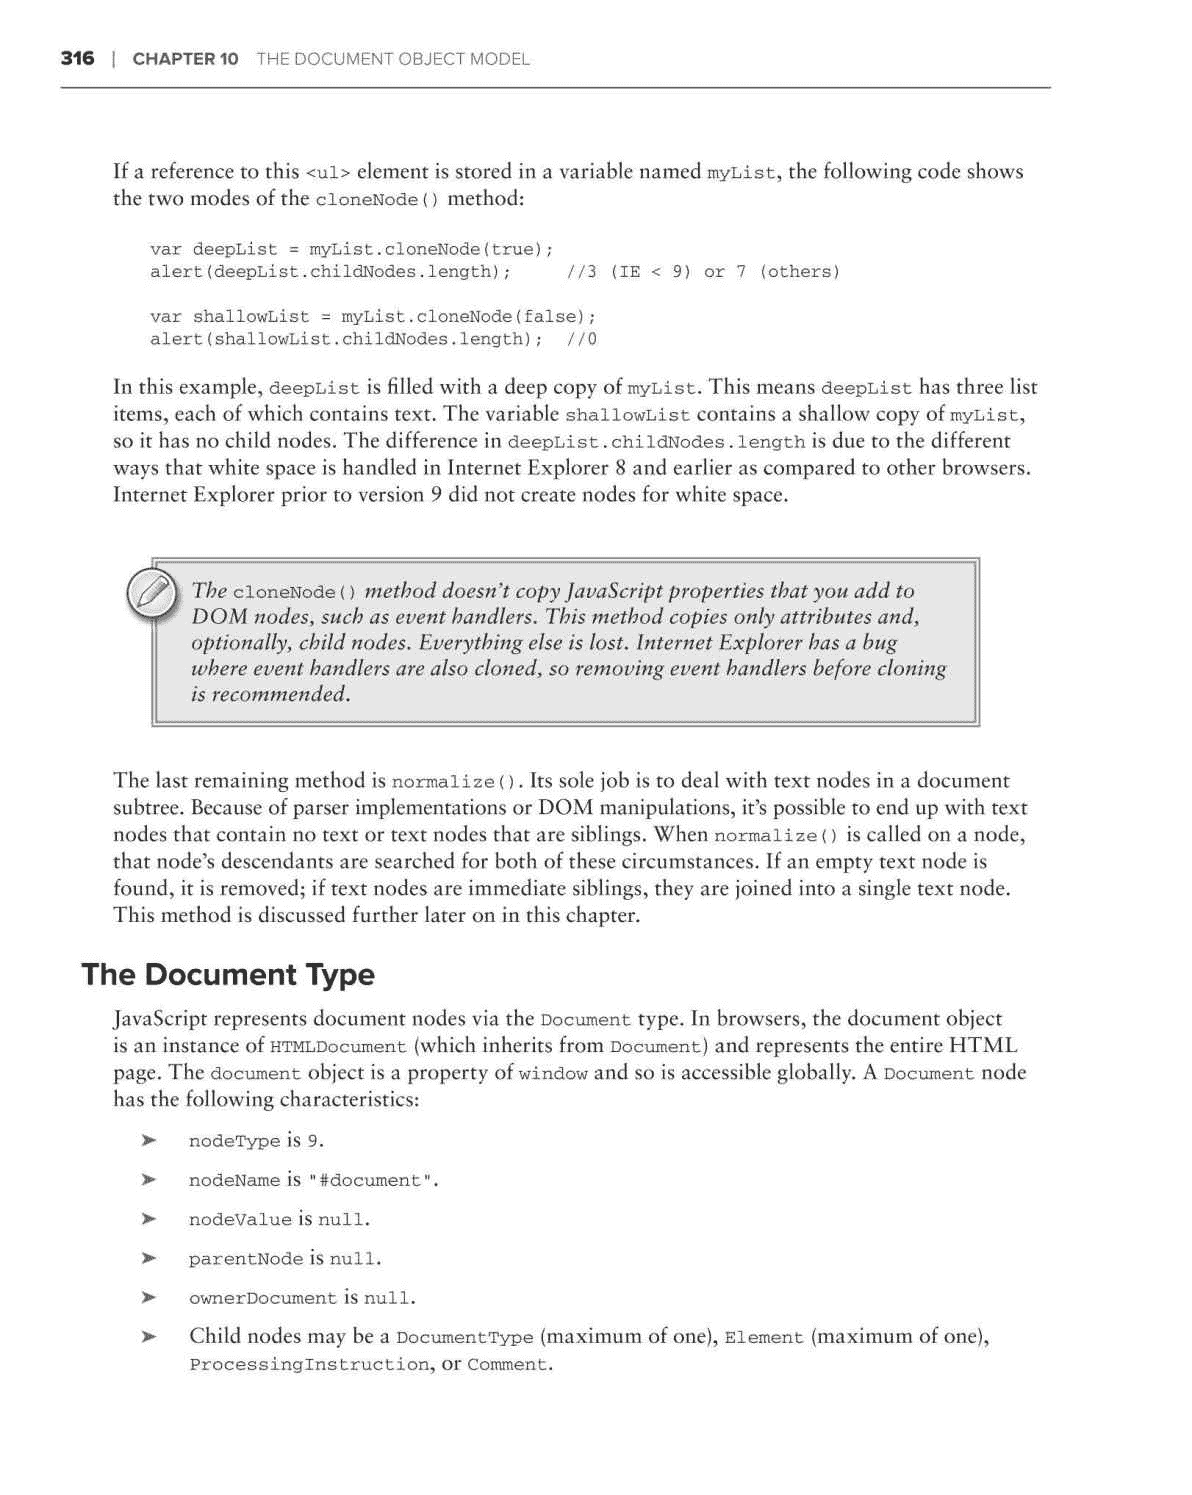 316 | CHAPTER 10 THE DOCUMENT OBJECT MODEL
If a reference to this <ul> element is stored in a variable named myList, the following code shows
the two modes of the cloneNode() method:
var deepList = myList.cloneNode(true);
alert(deepList.childNodes.length); //3 (IE < 9) or 7 (others)
var shallowList = myList.cloneNode(false);
alert(shallowList.childNodes.length); //0
In this example, deepList is filled with a deep copy of myList. This means deepList has three list
items, each of which contains text. The variable shallowList contains a shallow copy of myList,
so it has no child nodes. The difference in deepList.childNodes.length is due to the different
ways that white space is handled in Internet Explorer 8 and earlier as compared to other browsers.
Internet Explorer prior to version 9 did not create nodes for white space.
The cloneNode() method doesn't copy JavaScript properties that you add to
DOM nodes, such as event handlers. This method copies only attributes and,
optionally, child nodes. Everything else is lost. Internet Explorer has a bug
where event handlers are also cloned, so removing event handlers before cloning
is recommended.
The last remaining method is normalize(). Its sole job is to deal with text nodes in a document
subtree. Because of parser implementations or DOM manipulations, it's possible to end up with text
nodes that contain no text or text nodes that are siblings. When normalize() is called on a node,
that node's descendants are searched for both of these circumstances. If an empty text node is
found, it is removed; if text nodes are immediate siblings, they are joined into a single text node.
This method is discussed further later on in this chapter.
The Document Type
JavaScript represents document nodes via the Document type. In browsers, the document object
is an instance of HTMLDocument (which inherits from Document) and represents the entire HTML
page. The document object is a property of window and so is accessible globally. A Document node
has the following characteristics:
➤ nodeType is 9.
➤ nodeName is "#document".
➤ nodeValue is null.
➤ parentNode is null.
➤ ownerDocument is null.
➤ Child nodes may be a DocumentType (maximum of one), Element (maximum of one),
ProcessingInstruction, or Comment.